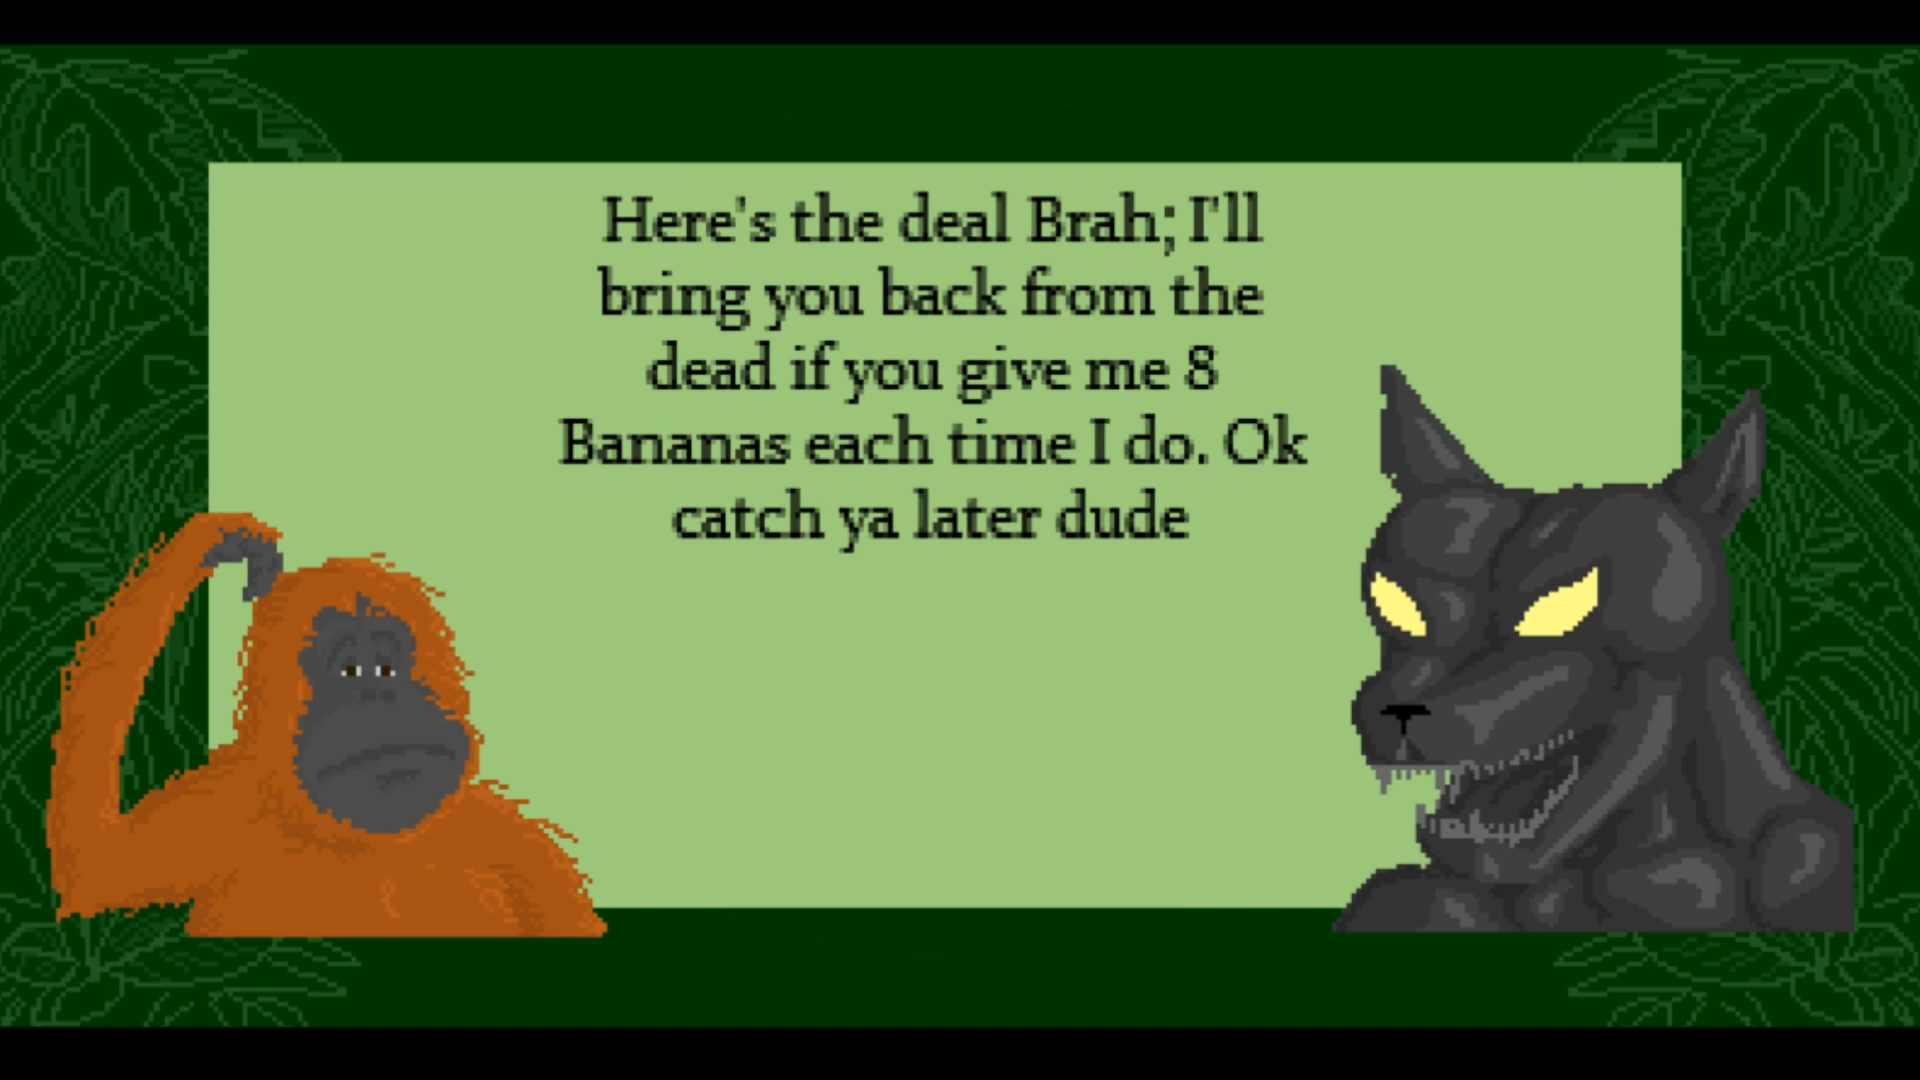 Here's the deal Brah; I'll
bring you back from the
dead if you give me 8
Bananas each time I do. Ok
catch ya later dude